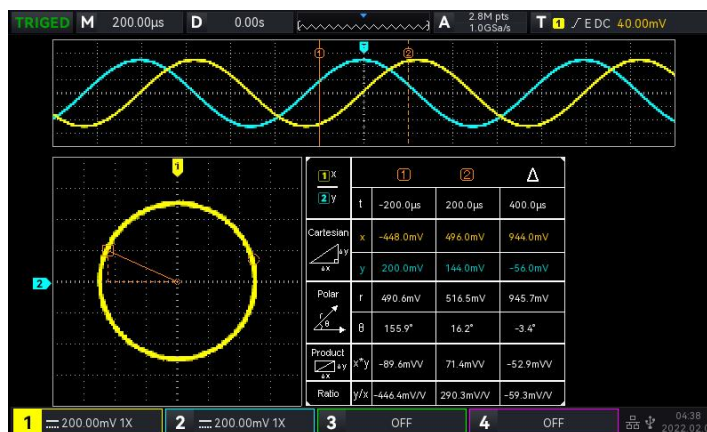 TRIGED M 200.00μs D 0.00s A 2.8M pts 1.0GSa/s T 1 E DC 40.00mV
1 2
1
2
1 X 1 2 Δ
2 Y t -200.0μs 200.0μs 400.0μs
Cartesian x -448.0mV 496.0mV 944.0mV
△y
△x y 200.0mV 144.0mV -56.0mV
Polar r 490.6mV 516.5mV 945.7mV
r θ θ 155.9° 16.2° -3.4°
Product △y △x x*y -89.6mVV 71.4mVV -52.9mVV
Ratio y/x -446.4mV/V 290.3mV/V -59.3mV/V
1 200.00mV 1X 2 200.00mV 1X 3 OFF 4 OFF 04:38
2022.02.0